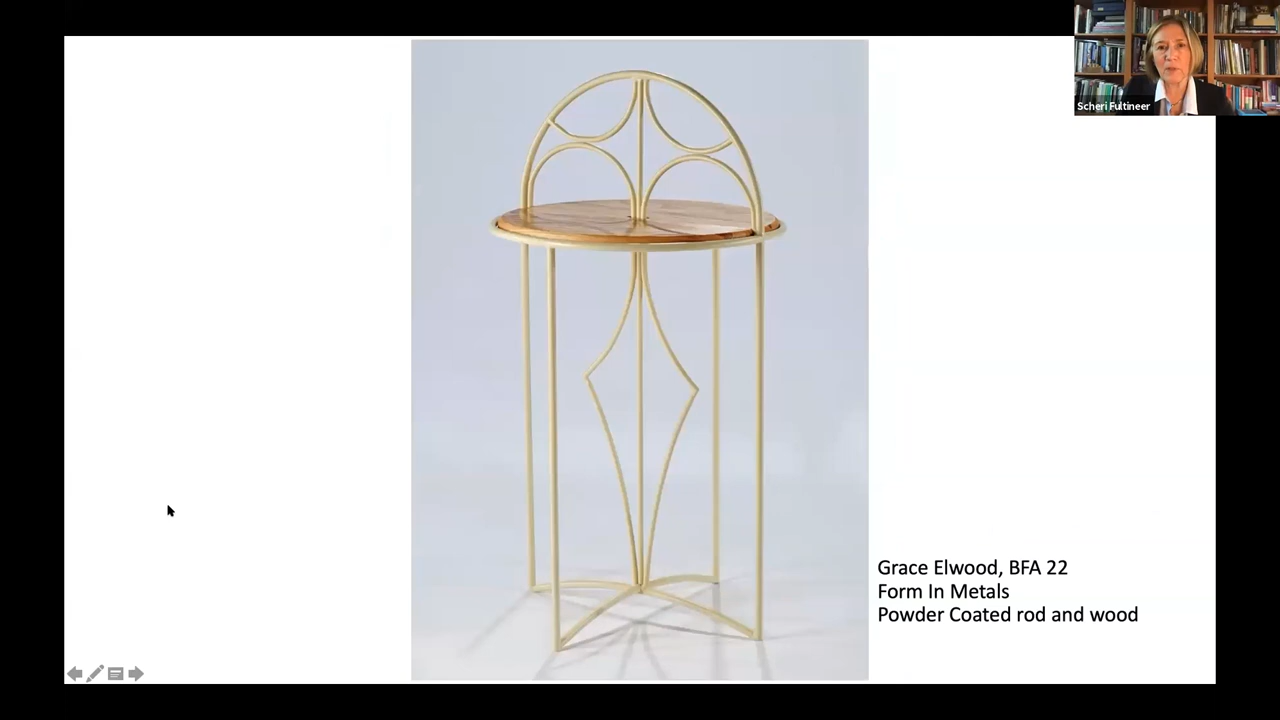 Scheri Fultineer
Grace Elwood, BFA 22
Form In Metals
Powder Coated rod and wood